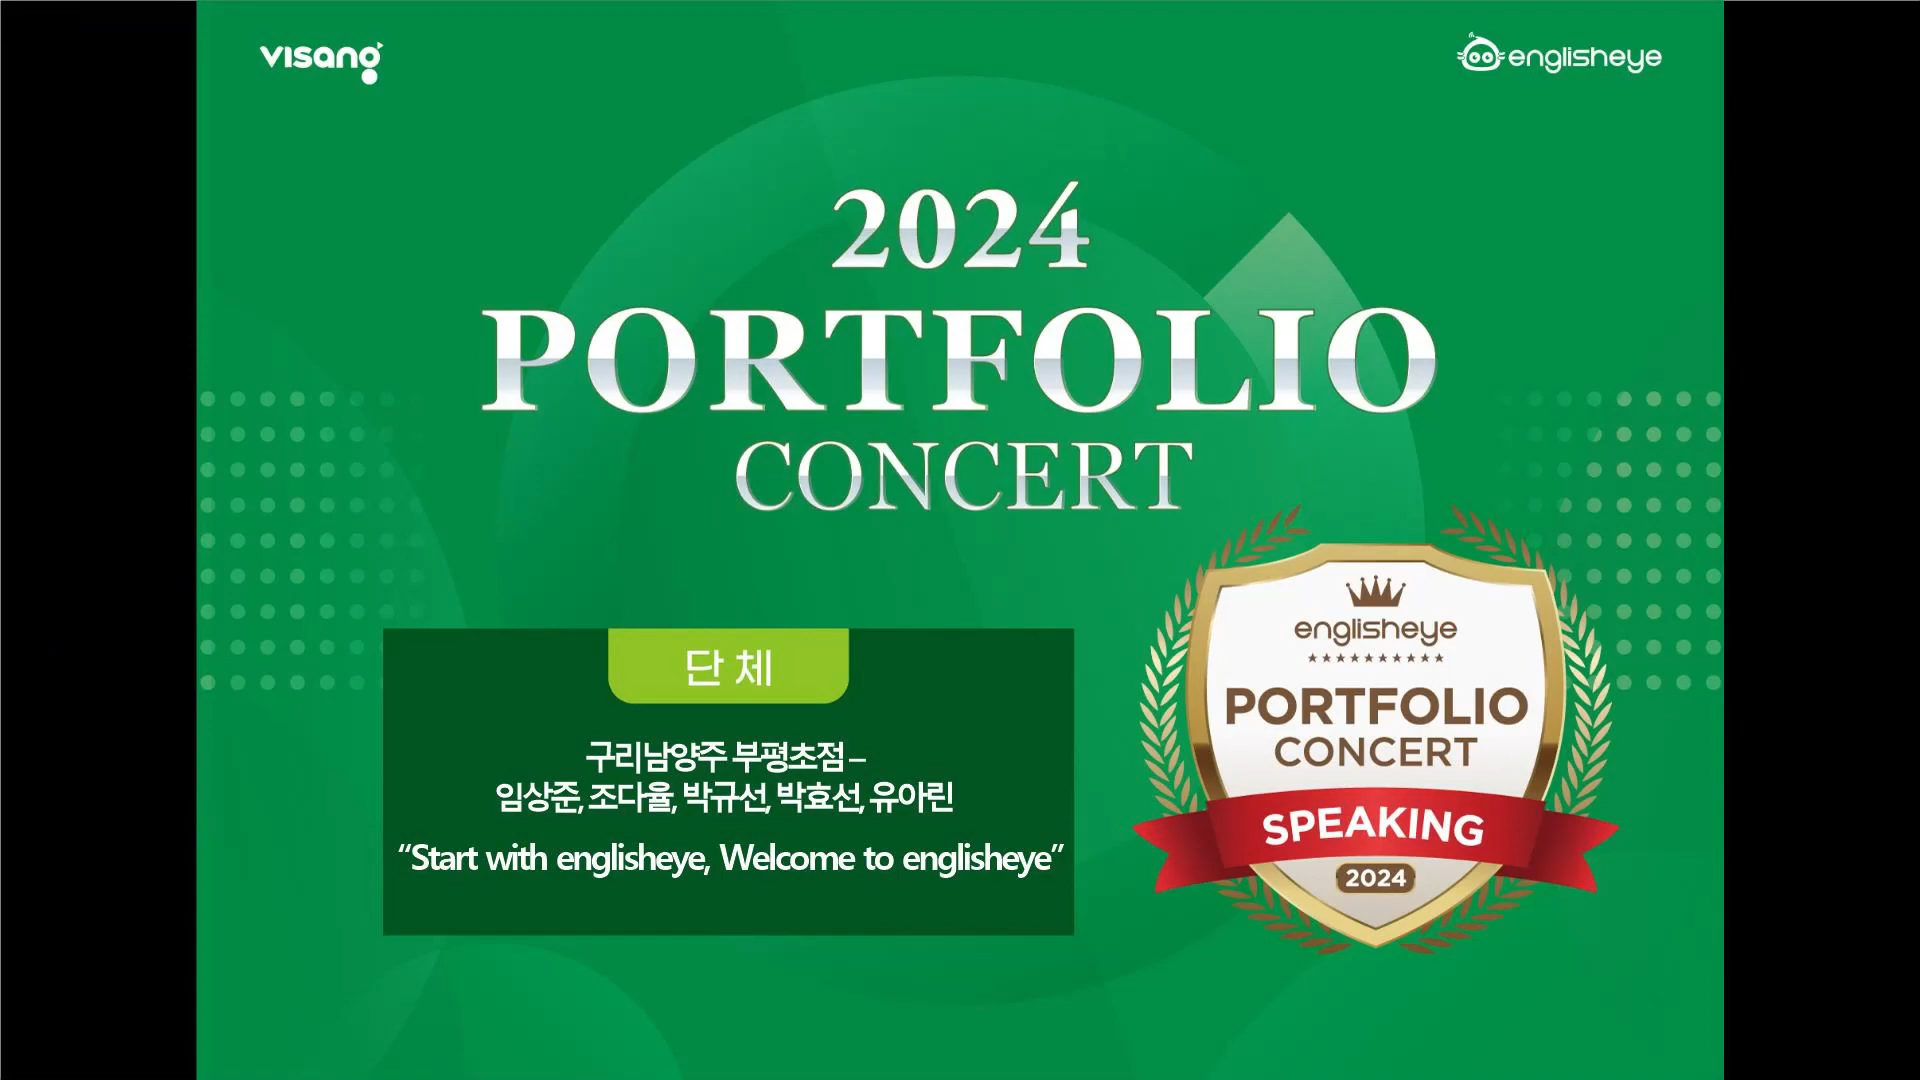 visang
englisheye
2024
PORTFOLIO
CONCERT
단체
구리남양주 부평초점 –
임상준, 조다율, 박규선, 박효선, 유아린
“Start with englisheye, Welcome to englisheye”
englisheye
PORTFOLIO
CONCERT
SPEAKING
2024